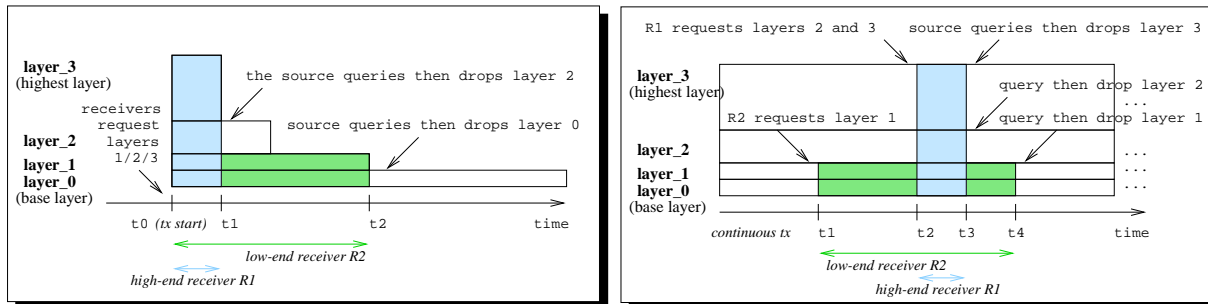 layer_3
(highest layer)
the source queries then drops layer 2
receivers
request
layers
1/2/3
source queries then drops layer 0
layer_2
layer_1
layer_0
(base layer)
t0 (tx start) t1 t2 time
low-end receiver R2
high-end receiver R1
R1 requests layers 2 and 3 source drops layer 3
layer_3
(highest layer)
query then drop layer 2
...
R2 requests layer 1 query then drop layer 1
layer_2 ...
layer_1 ...
layer_0 ...
(base layer)
continuous tx t1 t2 t3 t4 time
low-end receiver R2
high-end receiver R1